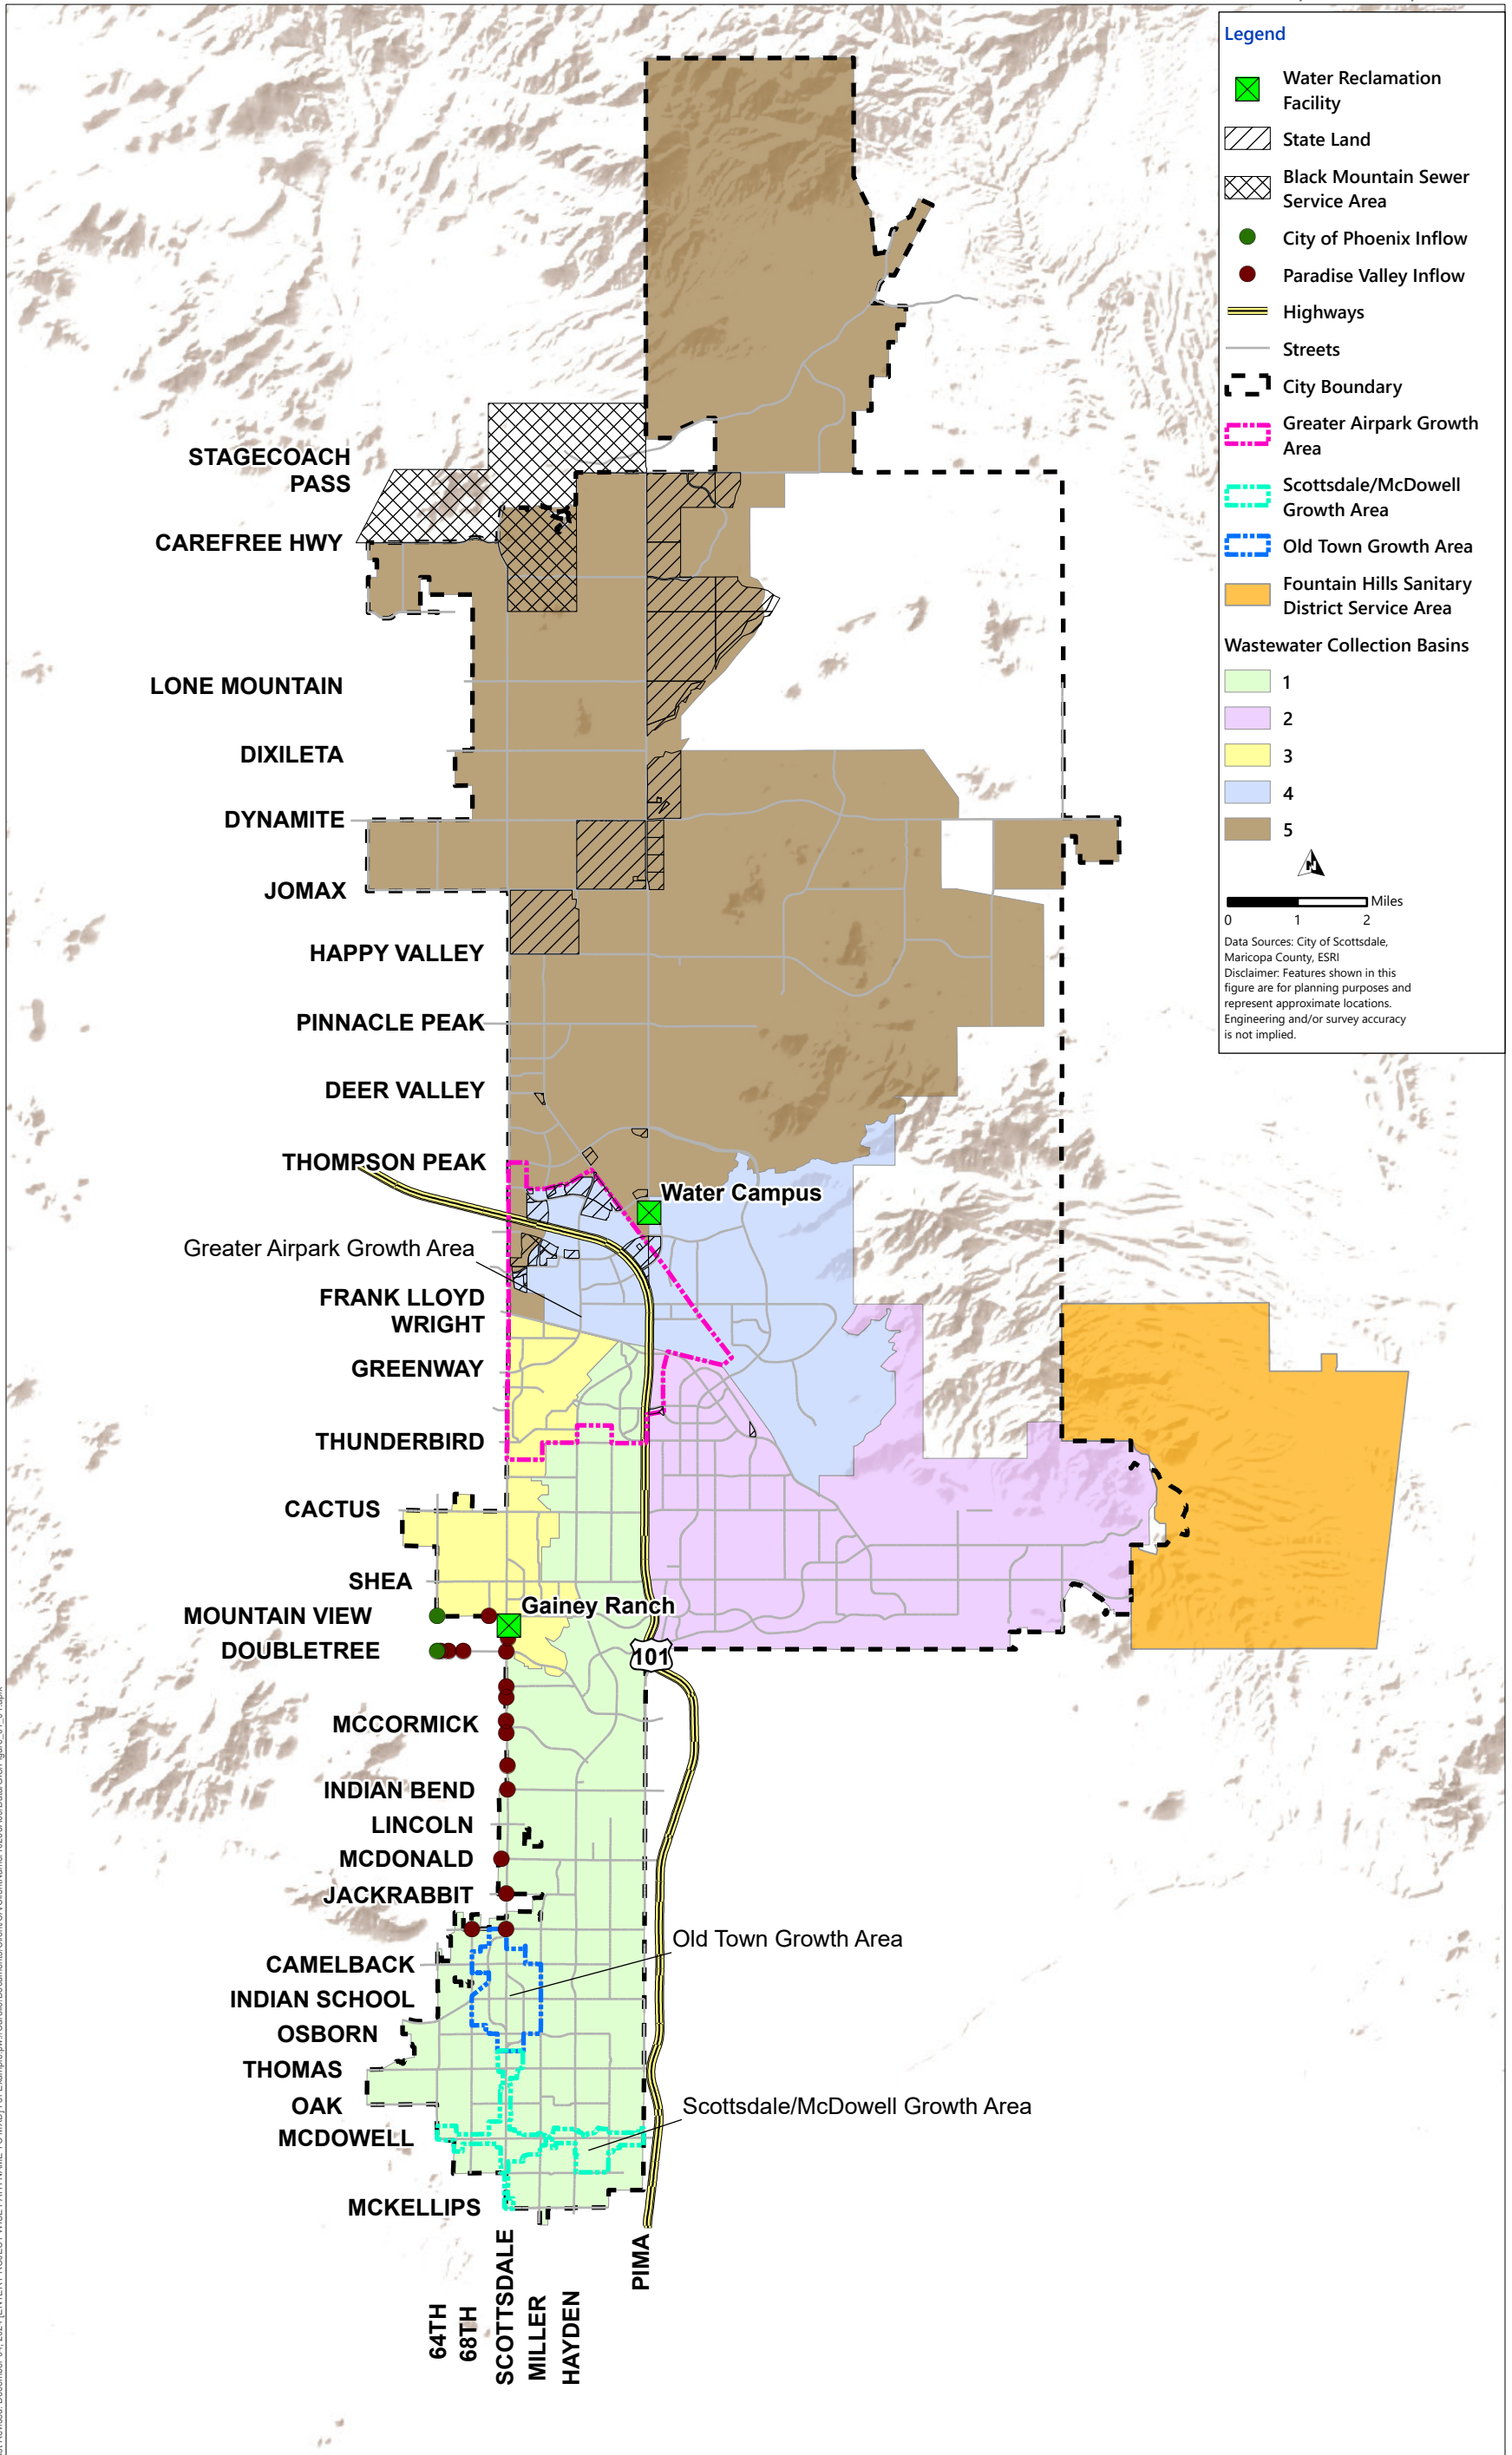 Legend
Water Reclamation
Facility
State Land
Black Mountain Sewer
Service Area
City of Phoenix Inflow
Paradise Valley Inflow
Highways
Streets
City Boundary
Greater Airpark Growth
Area
Scottsdale/McDowell
Growth Area
Old Town Growth Area
Fountain Hills Sanitary
District Service Area
Wastewater Collection Basins
1
2
3
4
5
N
Miles
0 1 2
Data Sources: City of Scottsdale,
Maricopa County, ESRI
Disclaimer: Features shown in this
figure are for planning purposes and
represent approximate locations.
Engineering and/or survey accuracy
is not implied.
STAGECOACH
PASS
CAREFREE HWY
LONE MOUNTAIN
DIXILETA
DYNAMITE
JOMAX
HAPPY VALLEY
PINNACLE PEAK
DEER VALLEY
THOMPSON PEAK
Water Campus
Greater Airpark Growth Area
FRANK LLOYD
WRIGHT
GREENWAY
THUNDERBIRD
CACTUS
SHEA
Gainey Ranch
MOUNTAIN VIEW
DOUBLETREE
101
MCCORMICK
INDIAN BEND
LINCOLN
MCDONALD
JACKRABBIT
Old Town Growth Area
CAMELBACK
INDIAN SCHOOL
OSBORN
THOMAS
OAK
Scottsdale/McDowell Growth Area
MCDOWELL
MCKELLIPS
64TH
68TH
SCOTTSDALE
MILLER
HAYDEN
PIMA